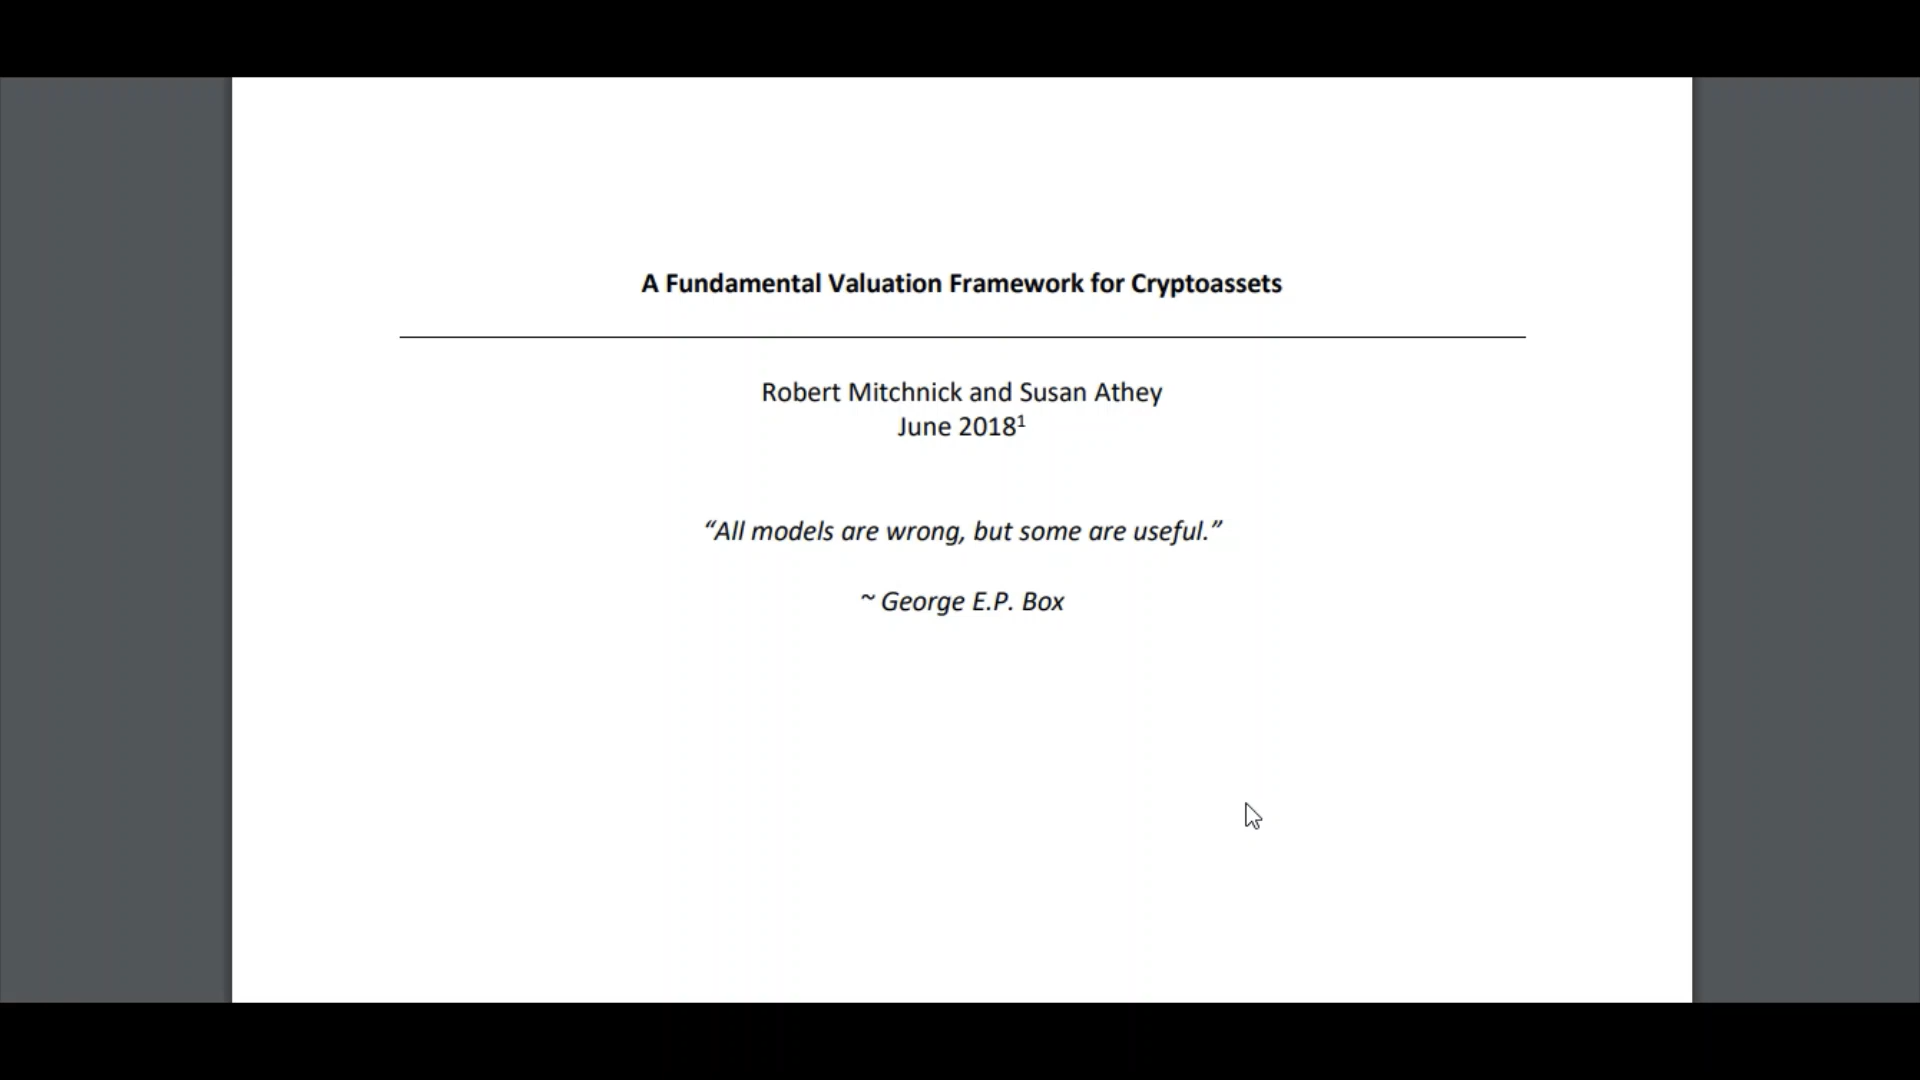 A Fundamental Valuation Framework for Cryptoassets
Robert Mitchnick and Susan Athey
June 2018¹
“All models are wrong, but some are useful.”
~ George E.P. Box